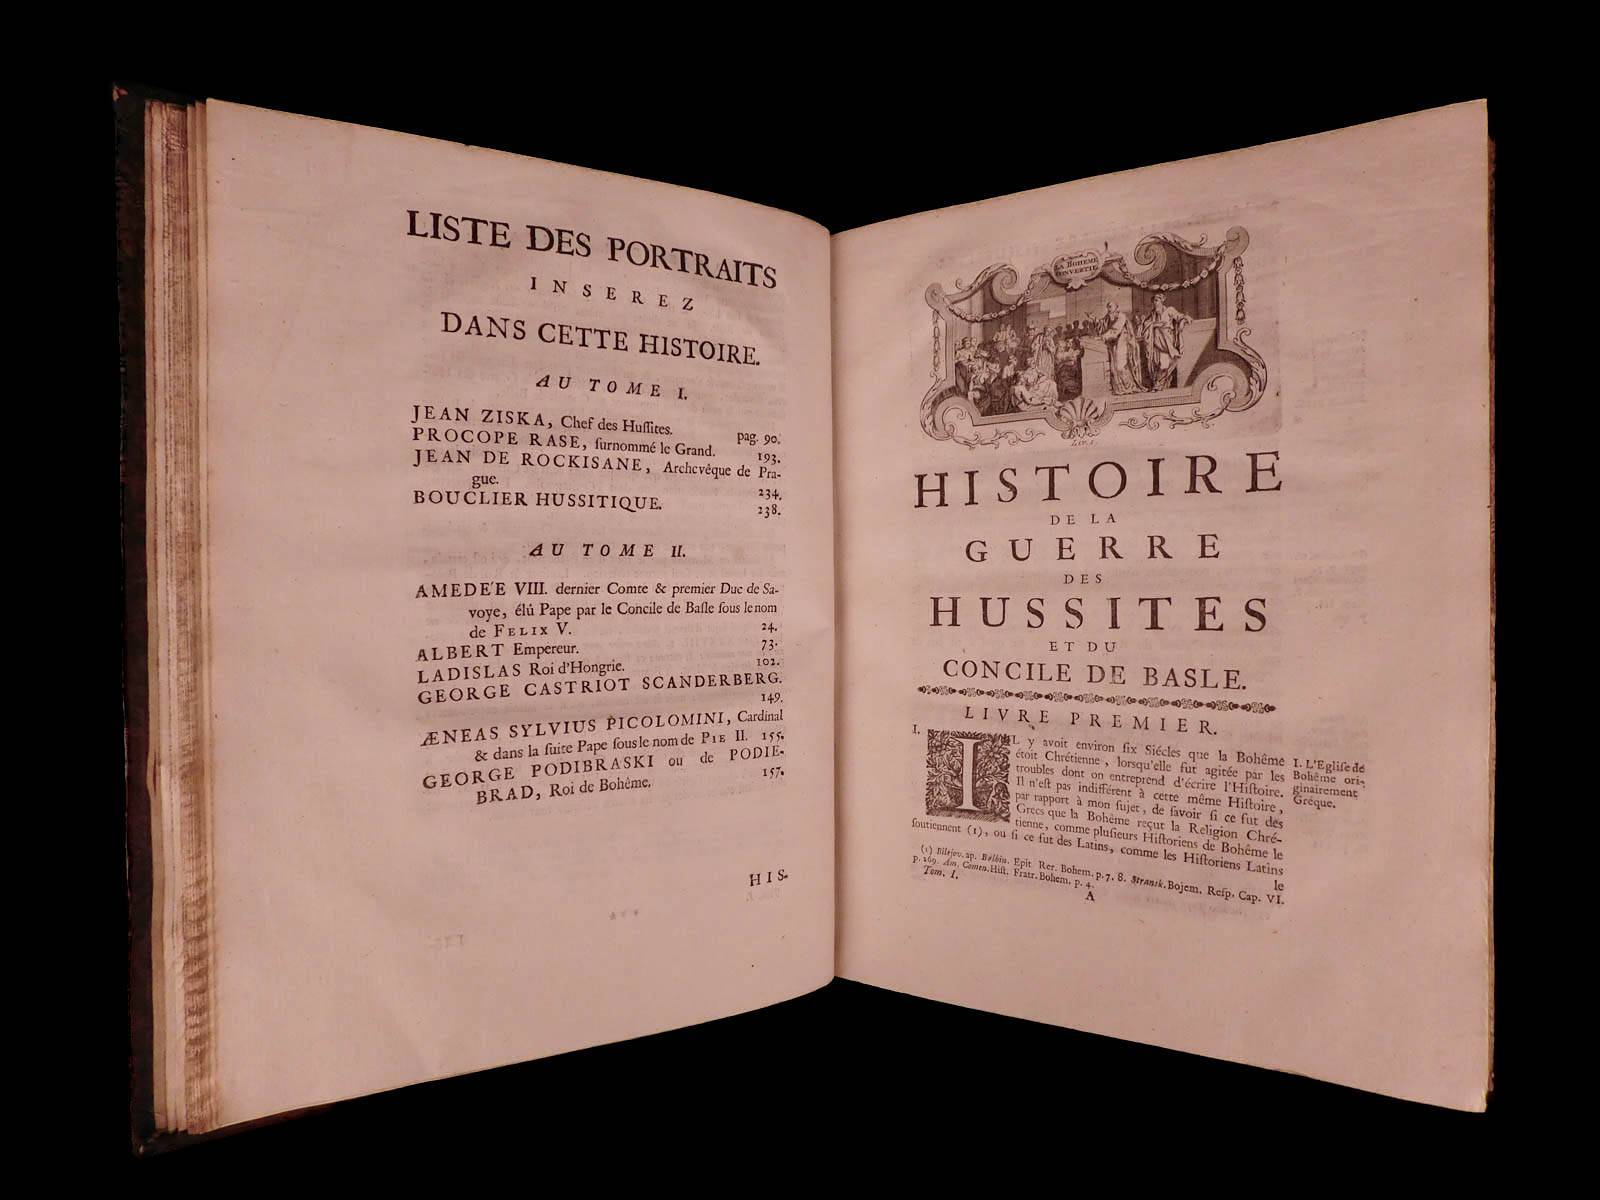 LISTE DES PORTRAITS
INSEREZ
DANS CETTE HISTOIRE.
AU TOME I.
JEAN ZISKA, Chef des Huſſites. pag. 90.
PROCOPE RASE, ſurnommé le Grand. 193.
JEAN DE ROCKISANE, Archevêque de Pra-
gue. 234.
BOUCLIER HUSSITIQUE. 238.
AU TOME II.
AMEDE'E VIII. dernier Comte & premier Duc de Sa-
voye, élû Pape par le Concile de Baſle ſous le nom
de FELIX V. 24.
ALBERT Empereur. 73.
LADISLAS Roi d'Hongrie. 102.
GEORGE CASTRIOT SCANDERBERG.
149.
ÆNEAS SYLVIUS PICOLOMINI, Cardinal
& dans la ſuite Pape ſous le nom de PIE II. 155.
GEORGE PODIBRASKI ou de PODIE-
BRAD, Roi de Bohême. 157.
HIS-
LA BOHEME
CONVERTIE
Liv. 1.
HISTOIRE
DE LA
GUERRE
DES
HUSSITES
ET DU
CONCILE DE BASLE.
LIVRE PREMIER.
I. IL y avoit environ ſix Siécles que la Bohême
étoit Chrétienne, lorsqu'elle fut agitée par les
troubles dont on entreprend d'écrire l'Hiſtoire.
Il n'eſt pas indifférent à cette même Hiſtoire,
par rapport à mon ſujet, de ſavoir ſi ce fut des
Grecs que la Bohême reçut la Religion Chré-
tienne, comme pluſieurs Hiſtoriens de Bohême le
ſoutiennent (1), ou ſi ce fut des Latins, comme les Hiſtoriens Latins
le
I. L'Egliſe de
Bohême ori-
ginairement
Gréque.
(1) Bilejov. ap. Balbin. Epit. Rer. Bohem. p. 7. 8. Stransk. Bojem. Reſp. Cap. VI.
p. 169. Am. Comen. Hiſt. Fratr. Bohem. p. 4.
Tom. I. A